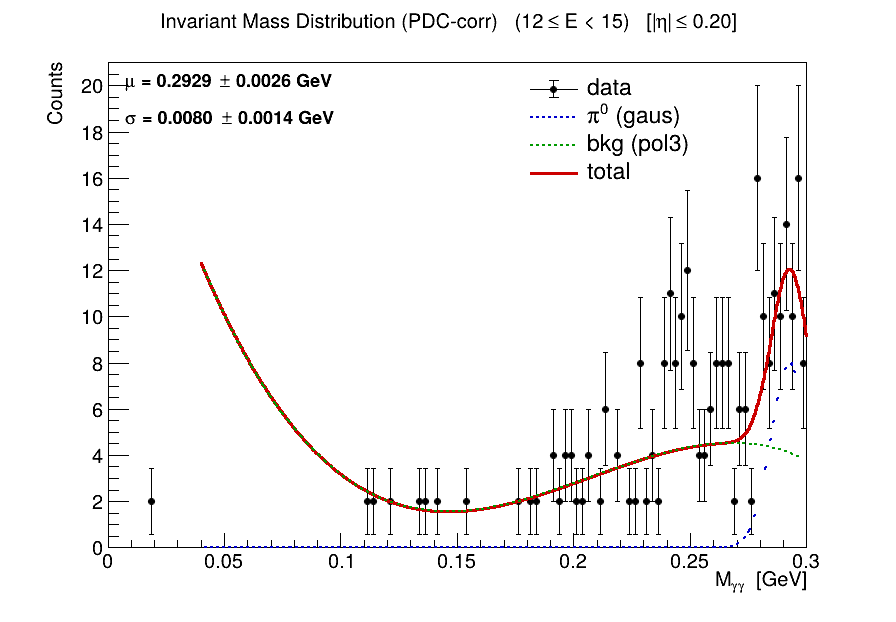 Invariant Mass Distribution (PDC-corr) (12 ≤ E < 15) [|η| ≤ 0.20]
Counts
μ = 0.2929 ± 0.0026 GeV
σ = 0.0080 ± 0.0014 GeV
data
π⁰ (gaus)
bkg (pol3)
total
20
18
16
14
12
10
8
6
4
2
0
0 0.05 0.1 0.15 0.2 0.25 0.3
Mγγ [GeV]